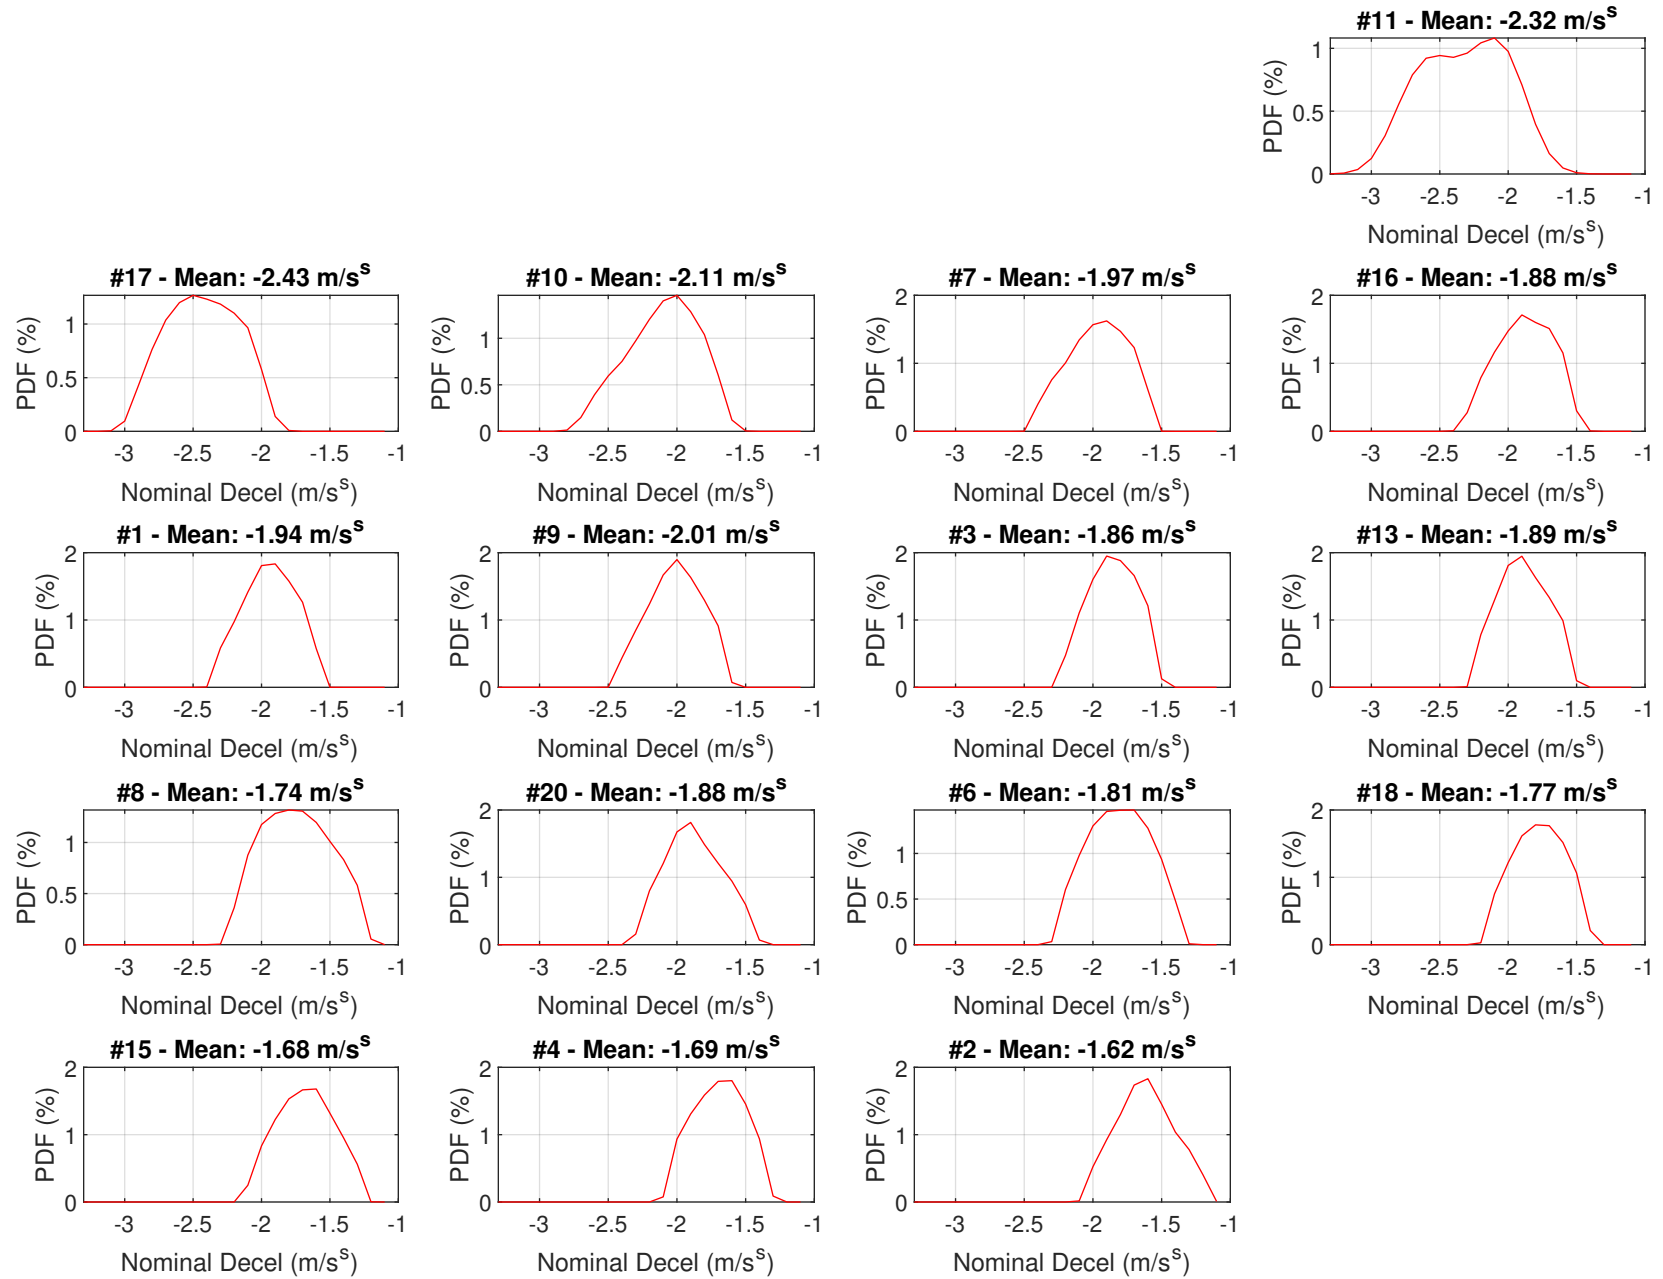 #11 - Mean: -2.32 m/s^s
PDF (%)
1
0.5
0
-3 -2.5 -2 -1.5 -1
Nominal Decel (m/s^s)
#17 - Mean: -2.43 m/s^s
PDF (%)
1
0.5
0
-3 -2.5 -2 -1.5 -1
Nominal Decel (m/s^s)
#10 - Mean: -2.11 m/s^s
PDF (%)
1
0.5
0
-3 -2.5 -2 -1.5 -1
Nominal Decel (m/s^s)
#7 - Mean: -1.97 m/s^s
PDF (%)
2
1
0
-3 -2.5 -2 -1.5 -1
Nominal Decel (m/s^s)
#16 - Mean: -1.88 m/s^s
PDF (%)
2
1
0
-3 -2.5 -2 -1.5 -1
Nominal Decel (m/s^s)
#1 - Mean: -1.94 m/s^s
PDF (%)
2
1
0
-3 -2.5 -2 -1.5 -1
Nominal Decel (m/s^s)
#9 - Mean: -2.01 m/s^s
PDF (%)
2
1
0
-3 -2.5 -2 -1.5 -1
Nominal Decel (m/s^s)
#3 - Mean: -1.86 m/s^s
PDF (%)
2
1
0
-3 -2.5 -2 -1.5 -1
Nominal Decel (m/s^s)
#13 - Mean: -1.89 m/s^s
PDF (%)
2
1
0
-3 -2.5 -2 -1.5 -1
Nominal Decel (m/s^s)
#8 - Mean: -1.74 m/s^s
PDF (%)
1
0.5
0
-3 -2.5 -2 -1.5 -1
Nominal Decel (m/s^s)
#20 - Mean: -1.88 m/s^s
PDF (%)
2
1
0
-3 -2.5 -2 -1.5 -1
Nominal Decel (m/s^s)
#6 - Mean: -1.81 m/s^s
PDF (%)
1
0.5
0
-3 -2.5 -2 -1.5 -1
Nominal Decel (m/s^s)
#18 - Mean: -1.77 m/s^s
PDF (%)
2
1
0
-3 -2.5 -2 -1.5 -1
Nominal Decel (m/s^s)
#15 - Mean: -1.68 m/s^s
PDF (%)
2
1
0
-3 -2.5 -2 -1.5 -1
Nominal Decel (m/s^s)
#4 - Mean: -1.69 m/s^s
PDF (%)
2
1
0
-3 -2.5 -2 -1.5 -1
Nominal Decel (m/s^s)
#2 - Mean: -1.62 m/s^s
PDF (%)
2
1
0
-3 -2.5 -2 -1.5 -1
Nominal Decel (m/s^s)